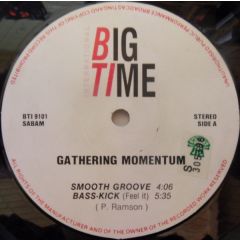 BIG
TIME
INTERNATIONAL
BTI 9101
SABAM
STEREO
SIDE A
GATHERING MOMENTUM
SMOOTH GROOVE 4:06
BASS-KICK (Feel it) 5:35
( P. Ramson )
ALL RIGHTS OF THE MANUFACTURER AND OF THE OWNER OF THE RECORDED WORK RESERVED